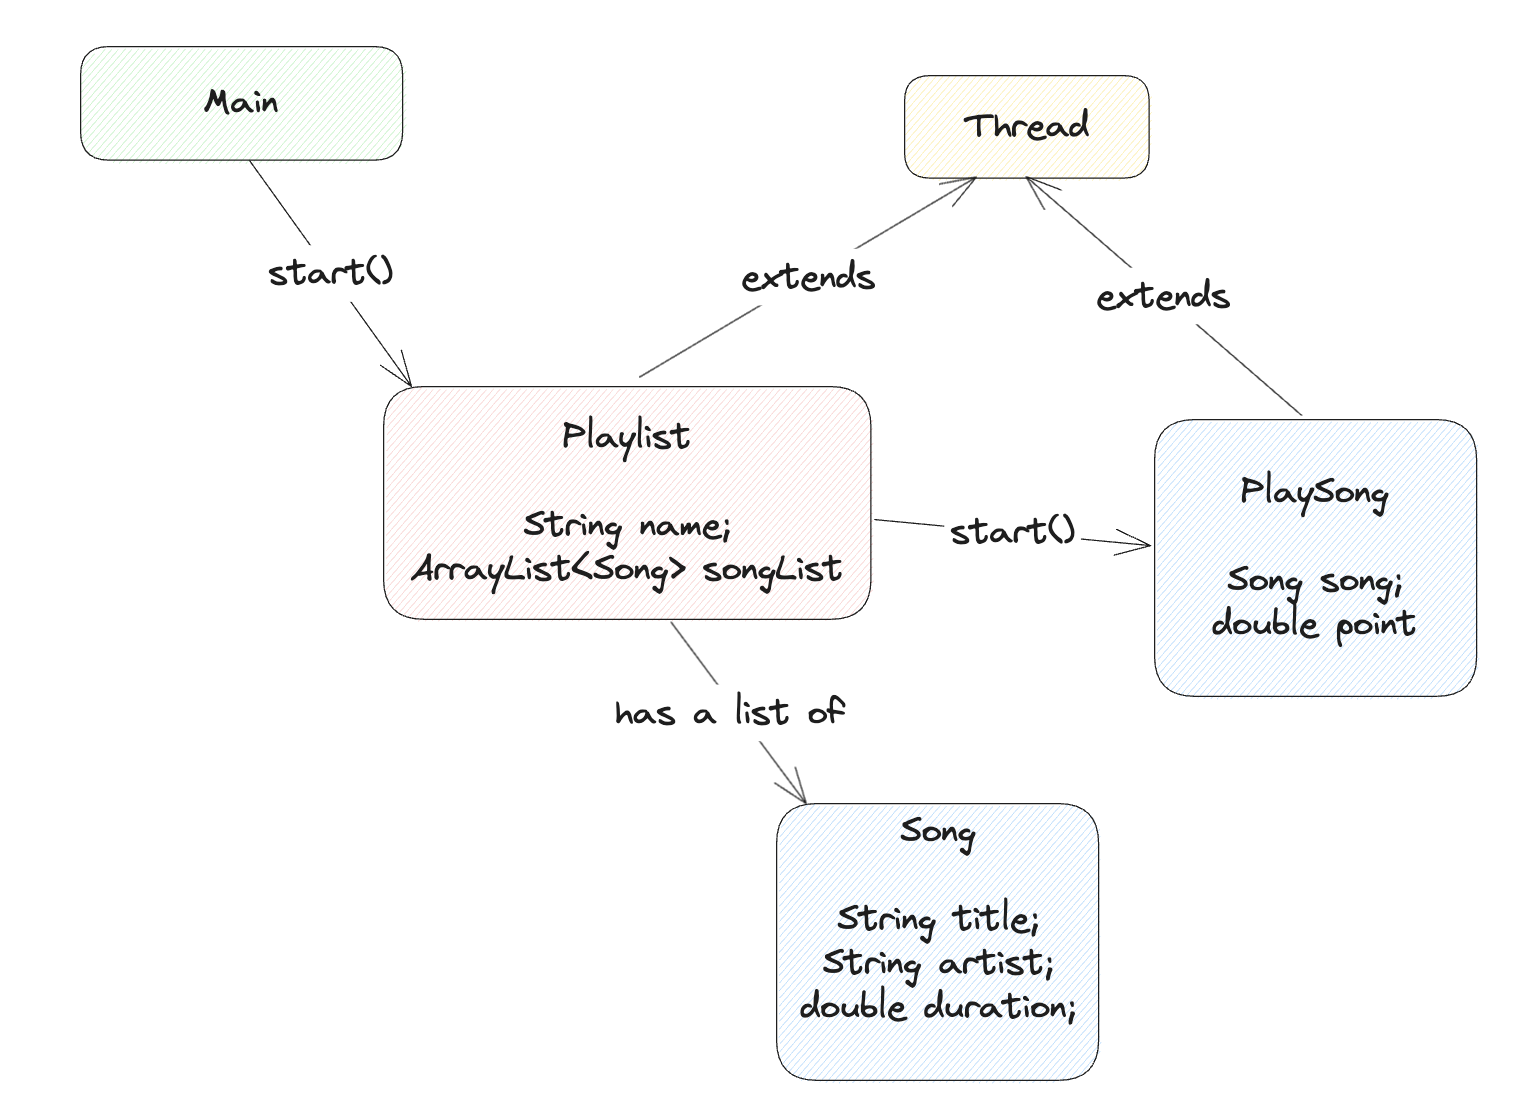 Main
Thread
start()
extends
extends
Playlist
String name;
ArrayList<Song> songList
start()
PlaySong
Song song;
double point
has a list of
Song
String title;
String artist;
double duration;